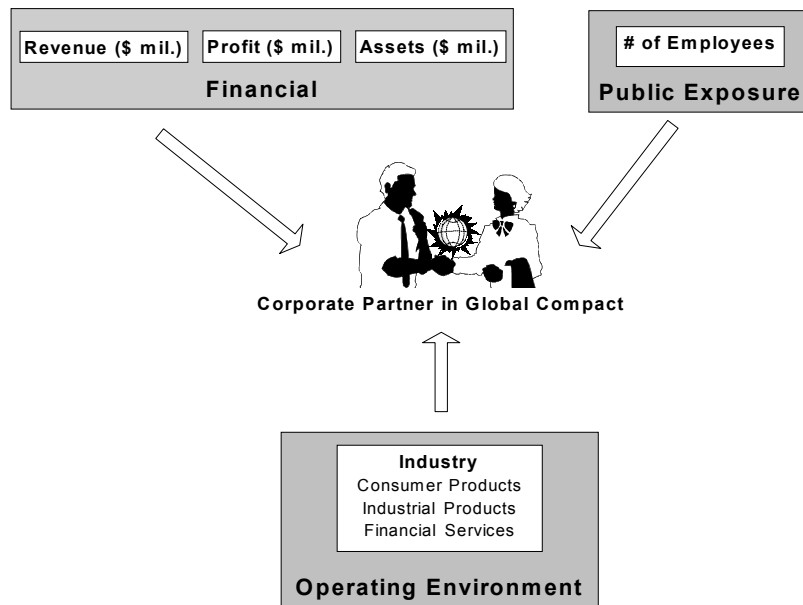 Revenue ($ mil.)
Profit ($ mil.)
Assets ($ mil.)
Financial
# of Employees
Public Exposure
Corporate Partner in Global Compact
Industry
Consumer Products
Industrial Products
Financial Services
Operating Environment